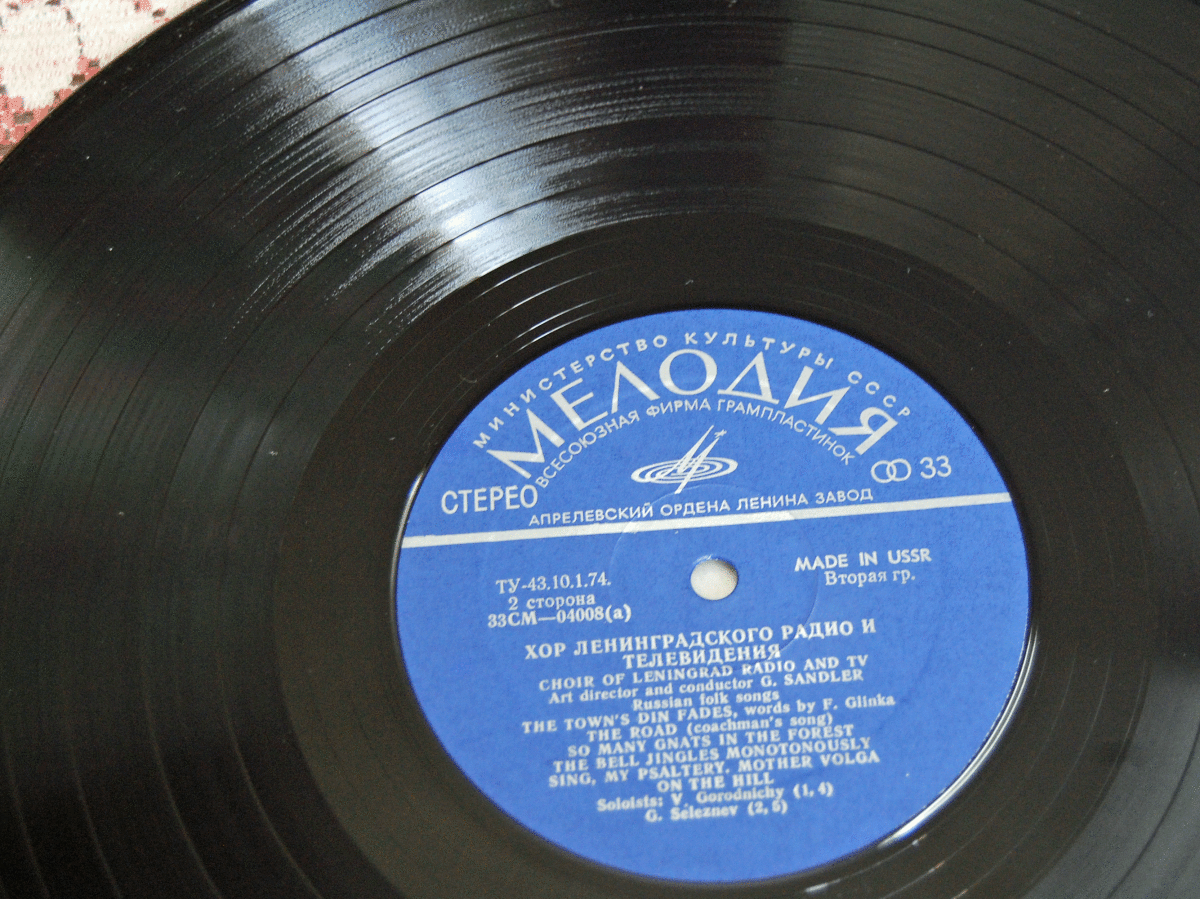 МИНИСТЕРСТВО КУЛЬТУРЫ СССР
МЕЛОДИЯ
ВСЕСОЮЗНАЯ ФИРМА ГРАМПЛАСТИНОК
СТЕРЕО
33
АПРЕЛЕВСКИЙ ОРДЕНА ЛЕНИНА ЗАВОД
MADE IN USSR
Вторая гр.
ТУ-43.10.1.74.
2 сторона
33СМ—04008(а)
ХОР ЛЕНИНГРАДСКОГО РАДИО И
ТЕЛЕВИДЕНИЯ
CHOIR OF LENINGRAD RADIO AND TV
Art director and conductor G. SANDLER
Russian folk songs
THE TOWN'S DIN FADES, words by F. Glinka
THE ROAD (coachman's song)
SO MANY GNATS IN THE FOREST
THE BELL JINGLES MONOTONOUSLY
SING, MY PSALTERY, MOTHER VOLGA
ON THE HILL
Soloists: V. Gorodnichy (1, 4)
G. Seleznev (2, 5)